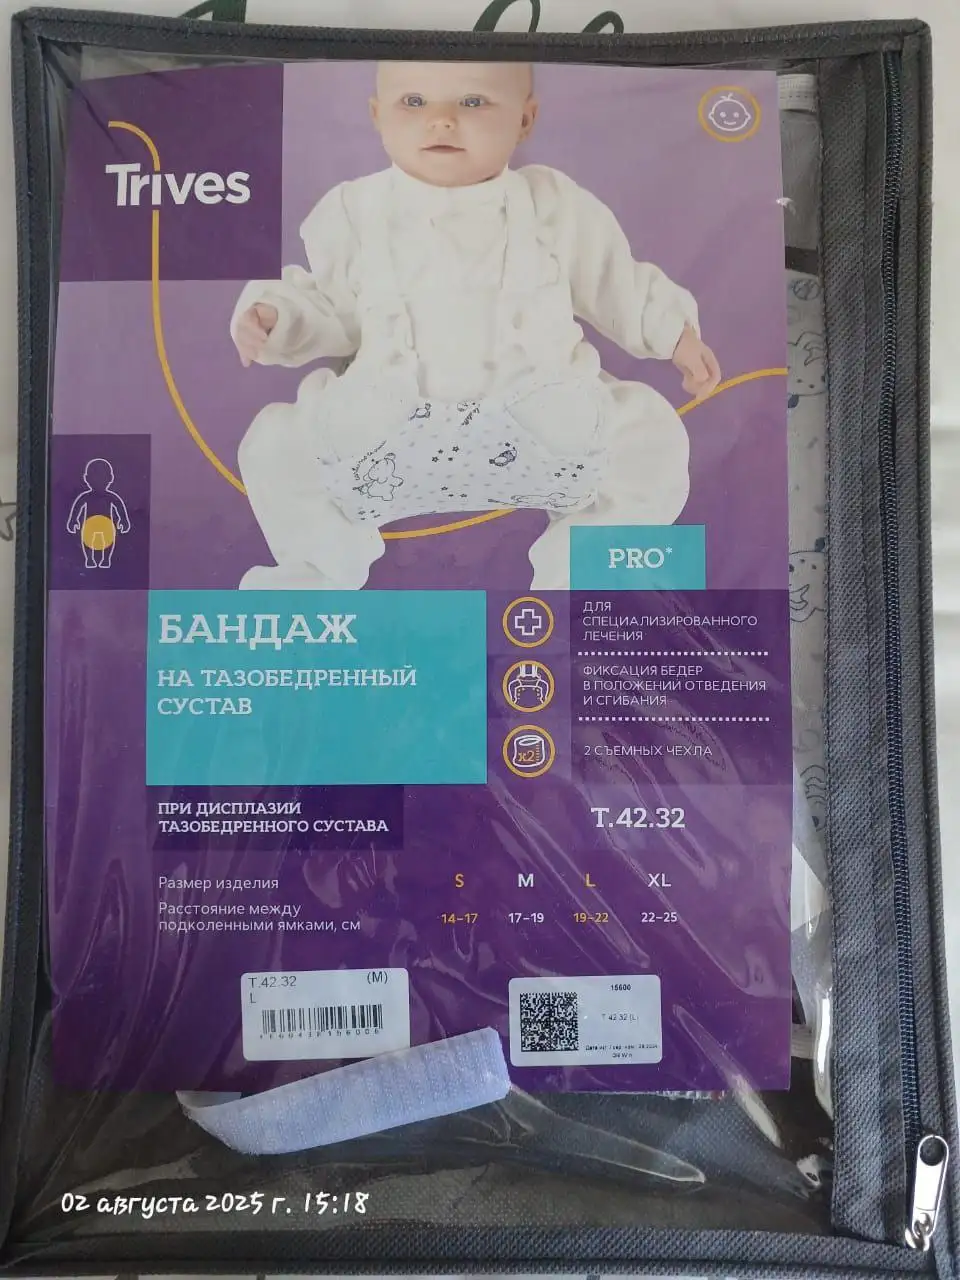 Trives
PRO*
БАНДАЖ
НА ТАЗОБЕДРЕННЫЙ
СУСТАВ
ДЛЯ
СПЕЦИАЛИЗИРОВАННОГО
ЛЕЧЕНИЯ
ФИКСАЦИЯ БЕДЕР
В ПОЛОЖЕНИИ ОТВЕДЕНИЯ
И СГИБАНИЯ
x2
2 СЪЕМНЫХ ЧЕХЛА
ПРИ ДИСПЛАЗИИ
ТАЗОБЕДРЕННОГО СУСТАВА
Т.42.32
Размер изделия S M L XL
Расстояние между
подколенными ямками, см 14–17 17–19 19–22 22–25
T.42.32 (M)
L
15600
T.42.32 (L)
02 августа 2025 г. 15:18